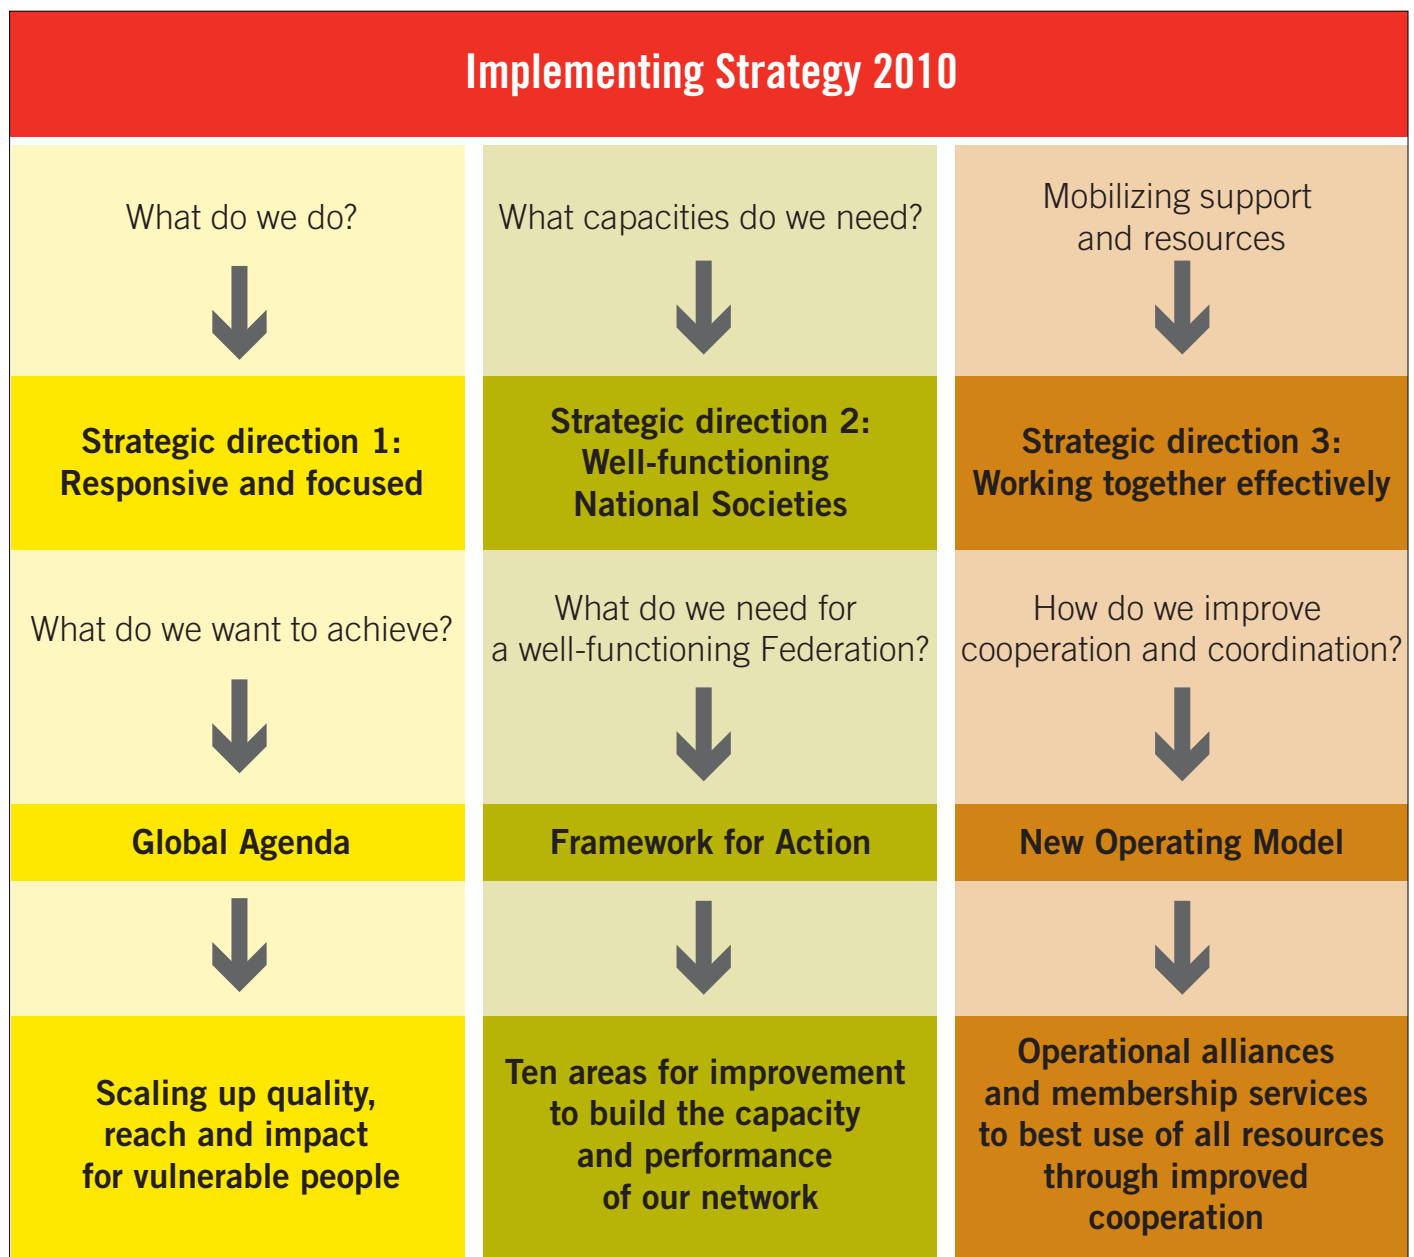 Implementing Strategy 2010
What do we do?
Strategic direction 1:
Responsive and focused
What do we want to achieve?
Global Agenda
Scaling up quality,
reach and impact
for vulnerable people
What capacities do we need?
Strategic direction 2:
Well-functioning
National Societies
What do we need for
a well-functioning Federation?
Framework for Action
Ten areas for improvement
to build the capacity
and performance
of our network
Mobilizing support
and resources
Strategic direction 3:
Working together effectively
How do we improve
cooperation and coordination?
New Operating Model
Operational alliances
and membership services
to best use of all resources
through improved
cooperation